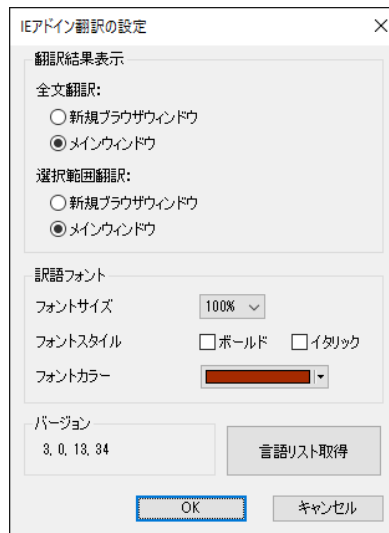 IEアドイン翻訳の設定
翻訳結果表示
全文翻訳:
新規ブラウザウィンドウ
メインウィンドウ
選択範囲翻訳:
新規ブラウザウィンドウ
メインウィンドウ
訳語フォント
フォントサイズ 100%
フォントスタイル ボールド イタリック
フォントカラー
バージョン
3, 0, 13, 34
言語リスト取得
OK キャンセル